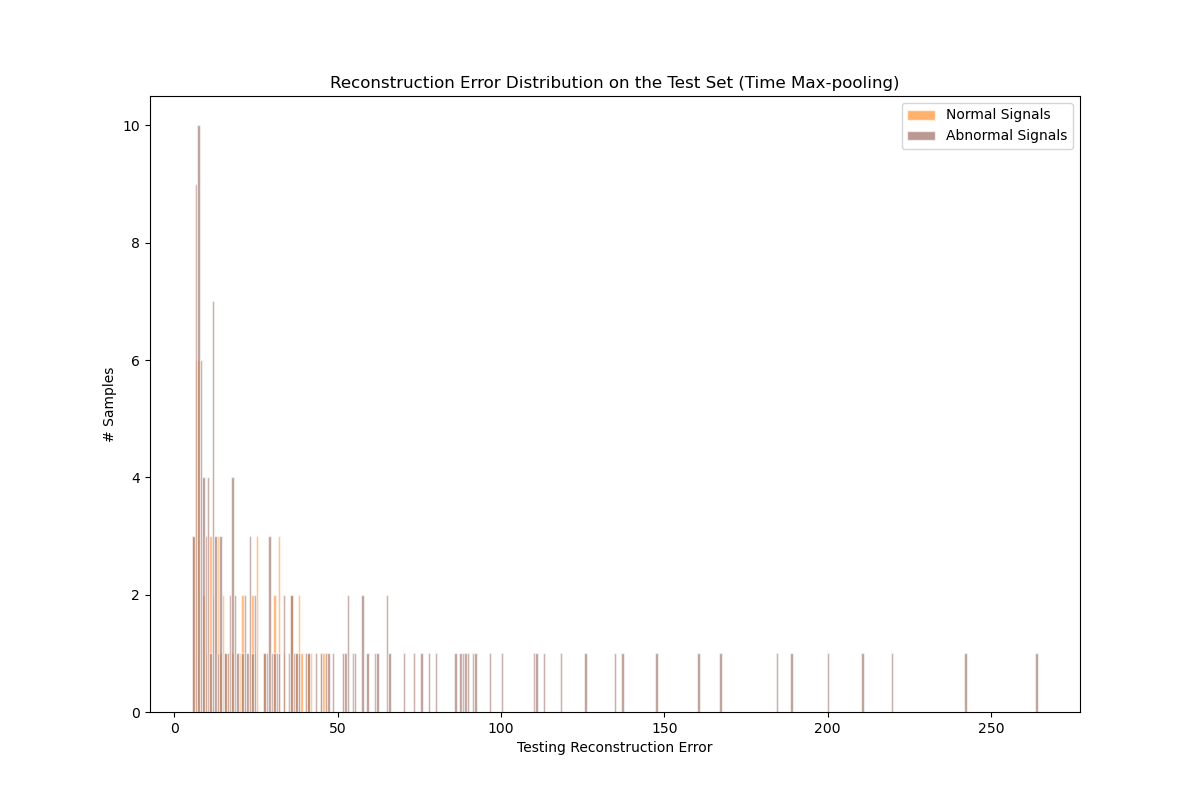 Reconstruction Error Distribution on the Test Set (Time Max-pooling)
Normal Signals
Abnormal Signals
10
8
6
4
2
0
# Samples
0 50 100 150 200 250
Testing Reconstruction Error